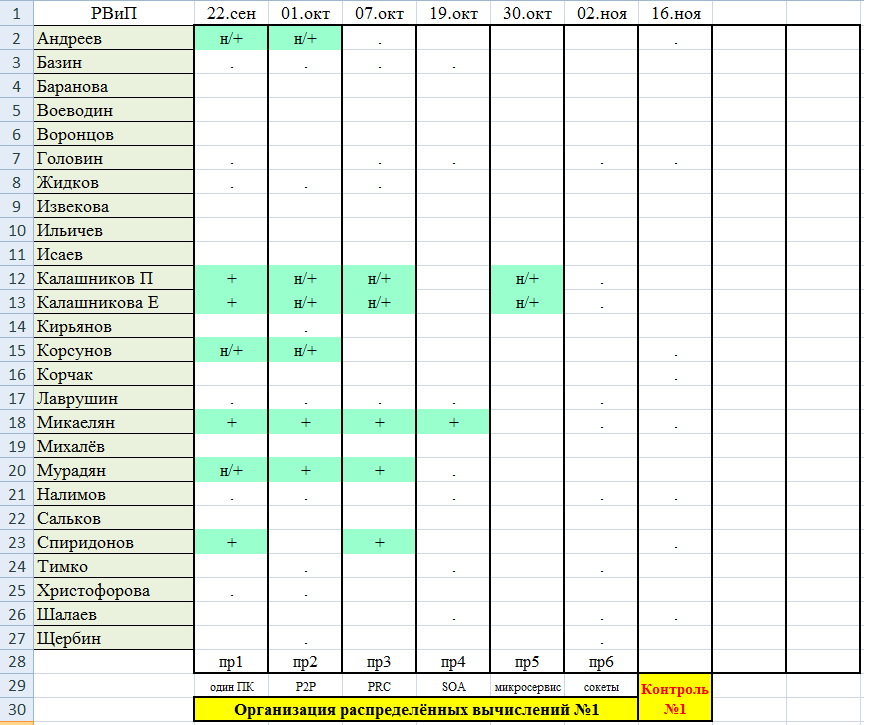 1 РВиП 22.сен 01.окт 07.окт 19.окт 30.окт 02.ноя 16.ноя
2 Андреев н/+ н/+ . .
3 Базин . . . .
4 Баранова
5 Воеводин
6 Воронцов
7 Головин . . . . .
8 Жидков . . .
9 Извекова
10 Ильичев
11 Исаев
12 Калашников П + н/+ н/+ н/+ .
13 Калашникова Е + н/+ н/+ н/+ .
14 Кирьянов .
15 Корсунов н/+ н/+ .
16 Корчак .
17 Лаврушин . . . . .
18 Микаелян + + + + . .
19 Михалёв
20 Мурадян н/+ + + .
21 Налимов . . . . .
22 Сальков
23 Спиридонов + + .
24 Тимко . . .
25 Христофорова . .
26 Шалаев . . .
27 Щербин . .
28 пр1 пр2 пр3 пр4 пр5 пр6
29 один ПК P2P PRC SOA микросервис сокеты Контроль
30 Организация распределённых вычислений №1 №1